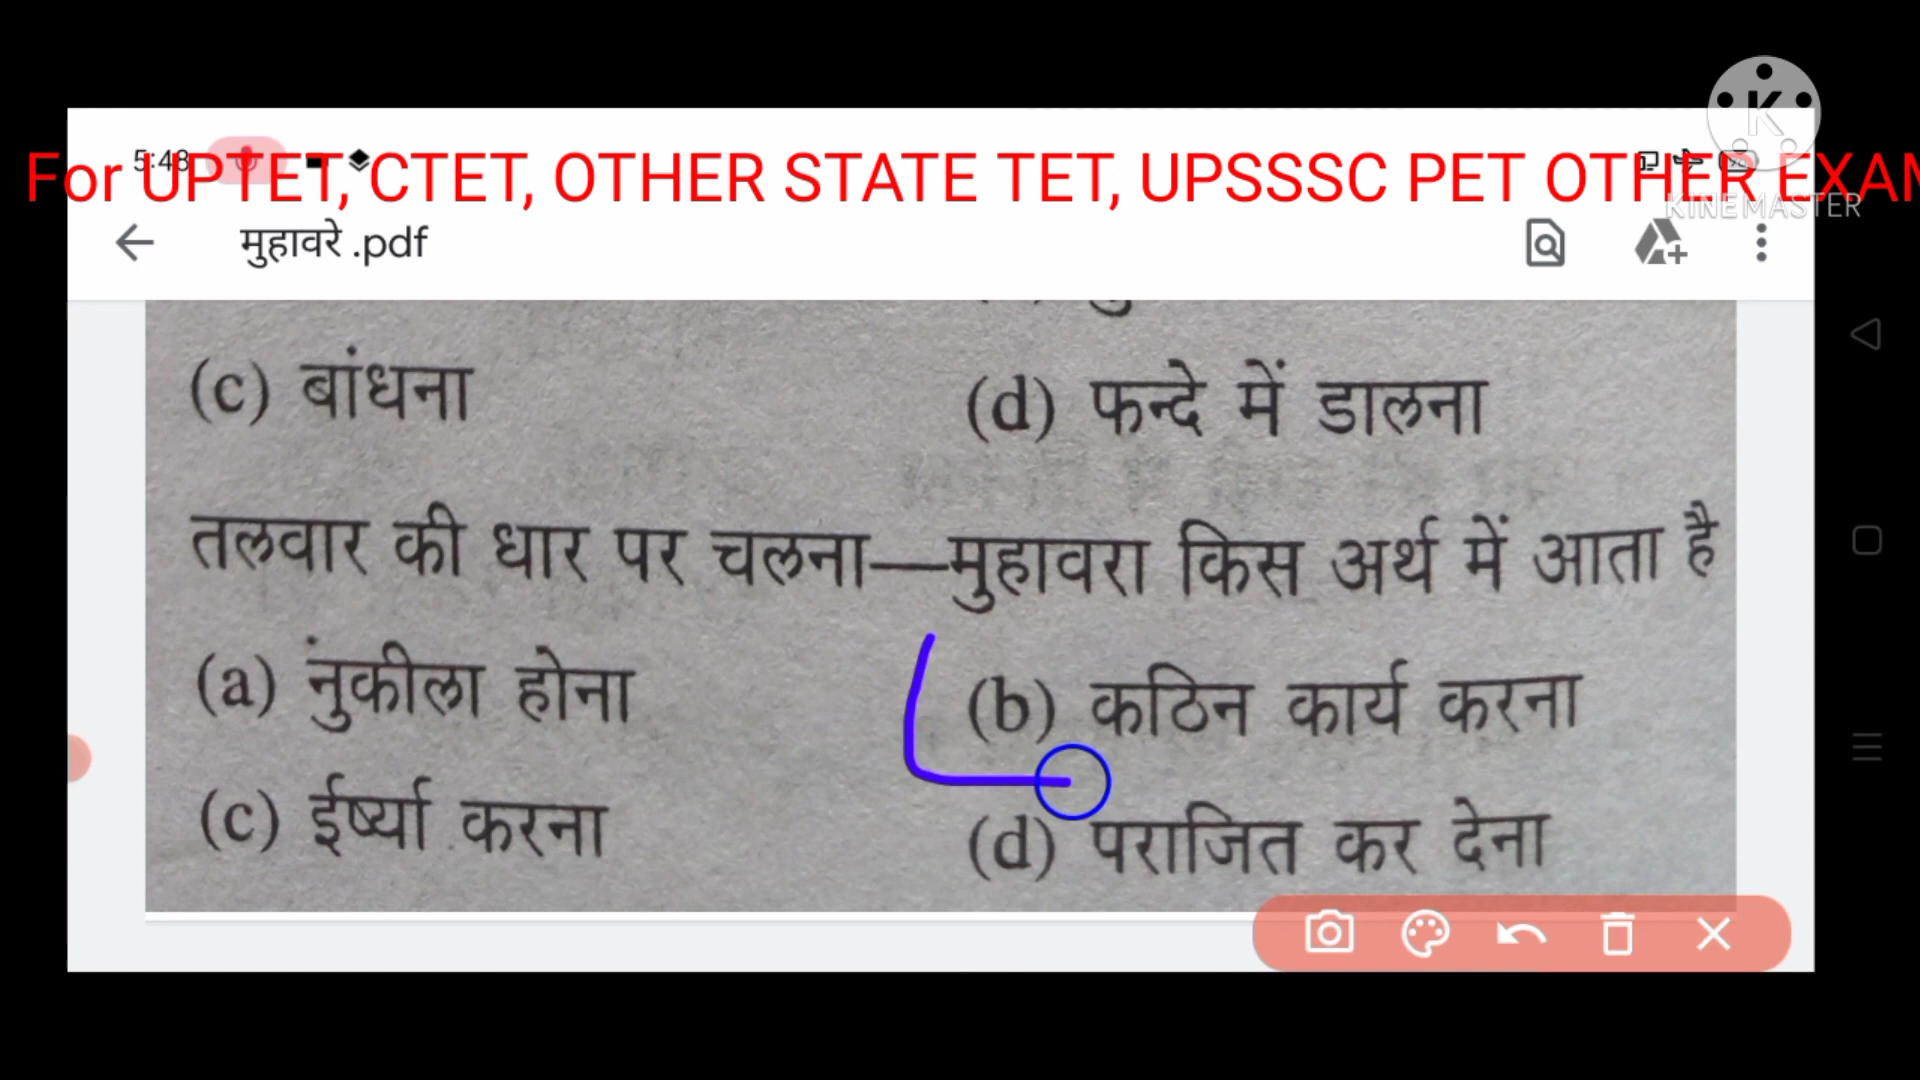 For UPTET, CTET, OTHER STATE TET, UPSSSC PET OTHER EXAM
5:48
KINEMASTER
मुहावरे .pdf
(c) बांधना (d) फन्दे में डालना
तलवार की धार पर चलना—मुहावरा किस अर्थ में आता है
(a) नुंकीला होना (b) कठिन कार्य करना
(c) ईर्ष्या करना (d) पराजित कर देना